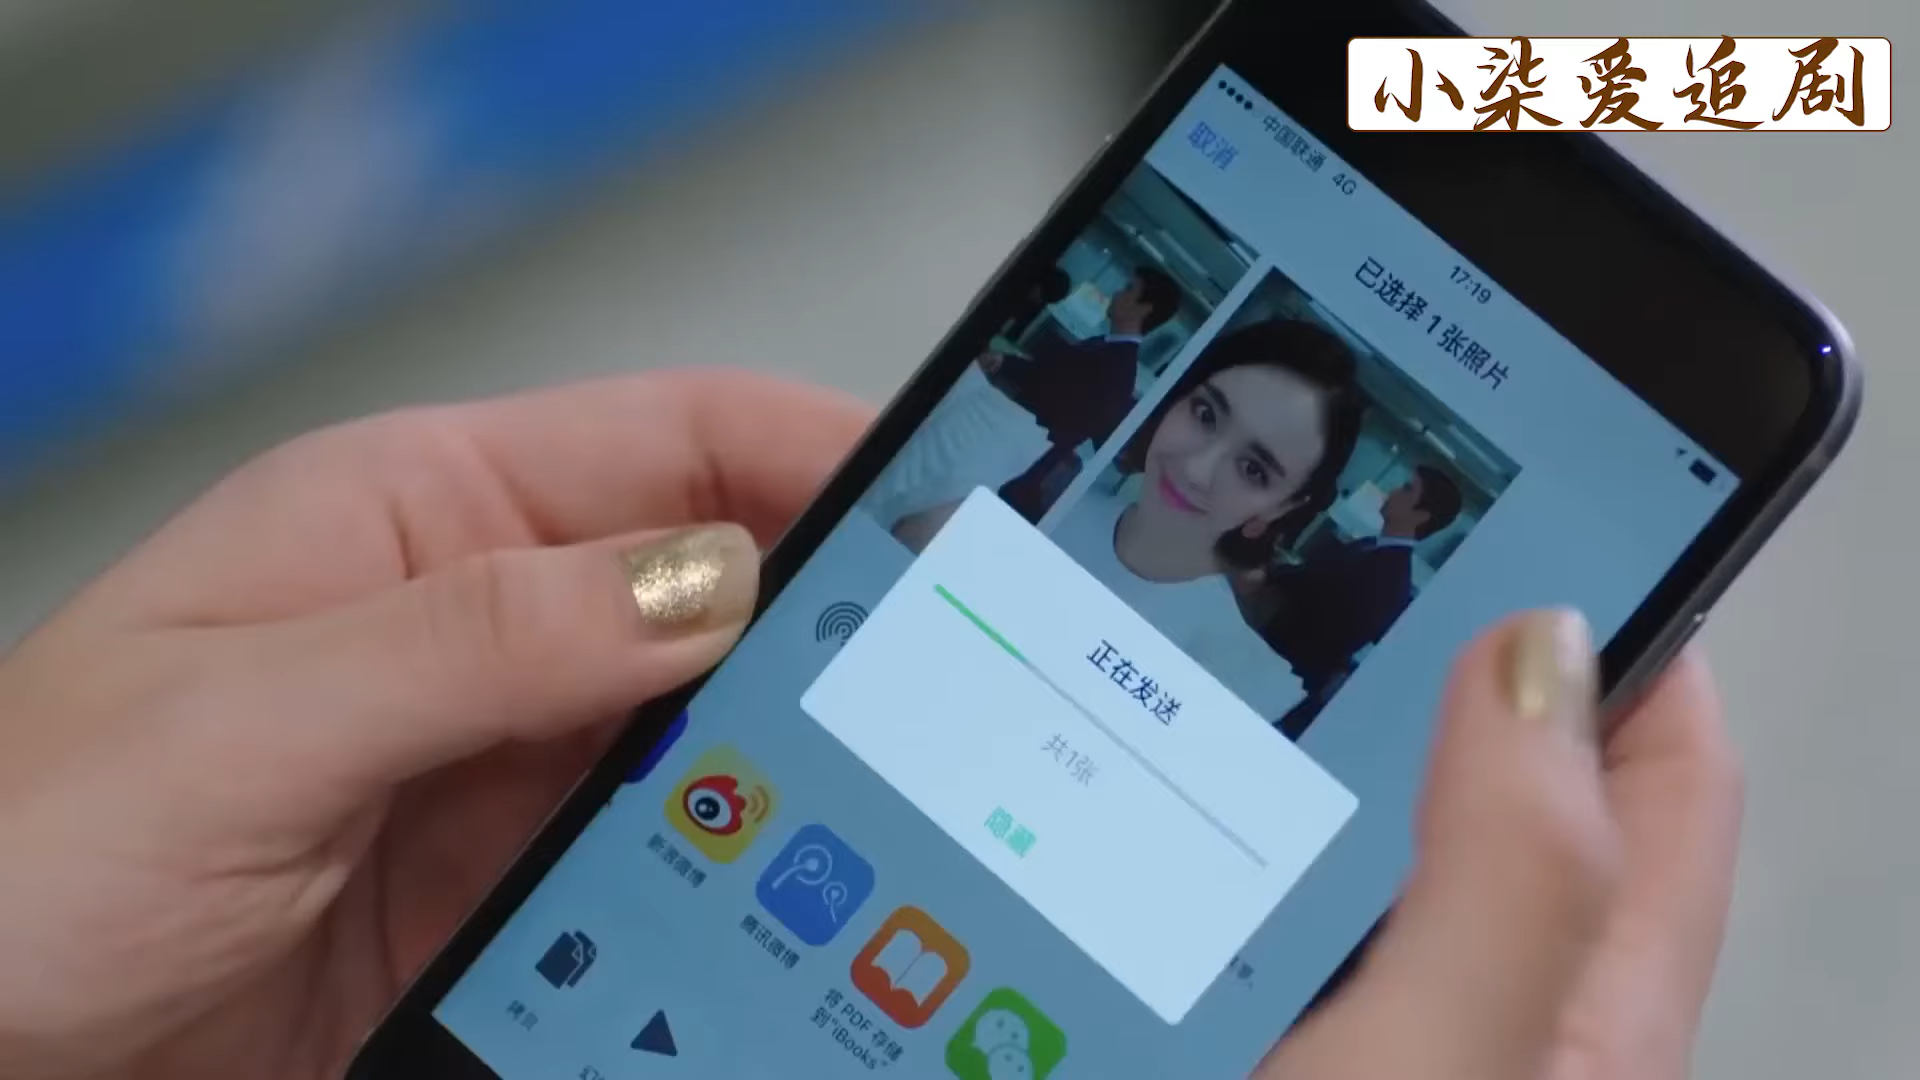 小柒爱追剧
中国联通 4G
17:19
取消
已选择 1 张照片
正在发送
共1张
隐藏
新浪微博
腾讯微博
将 PDF 存储
到“iBooks”
拷贝